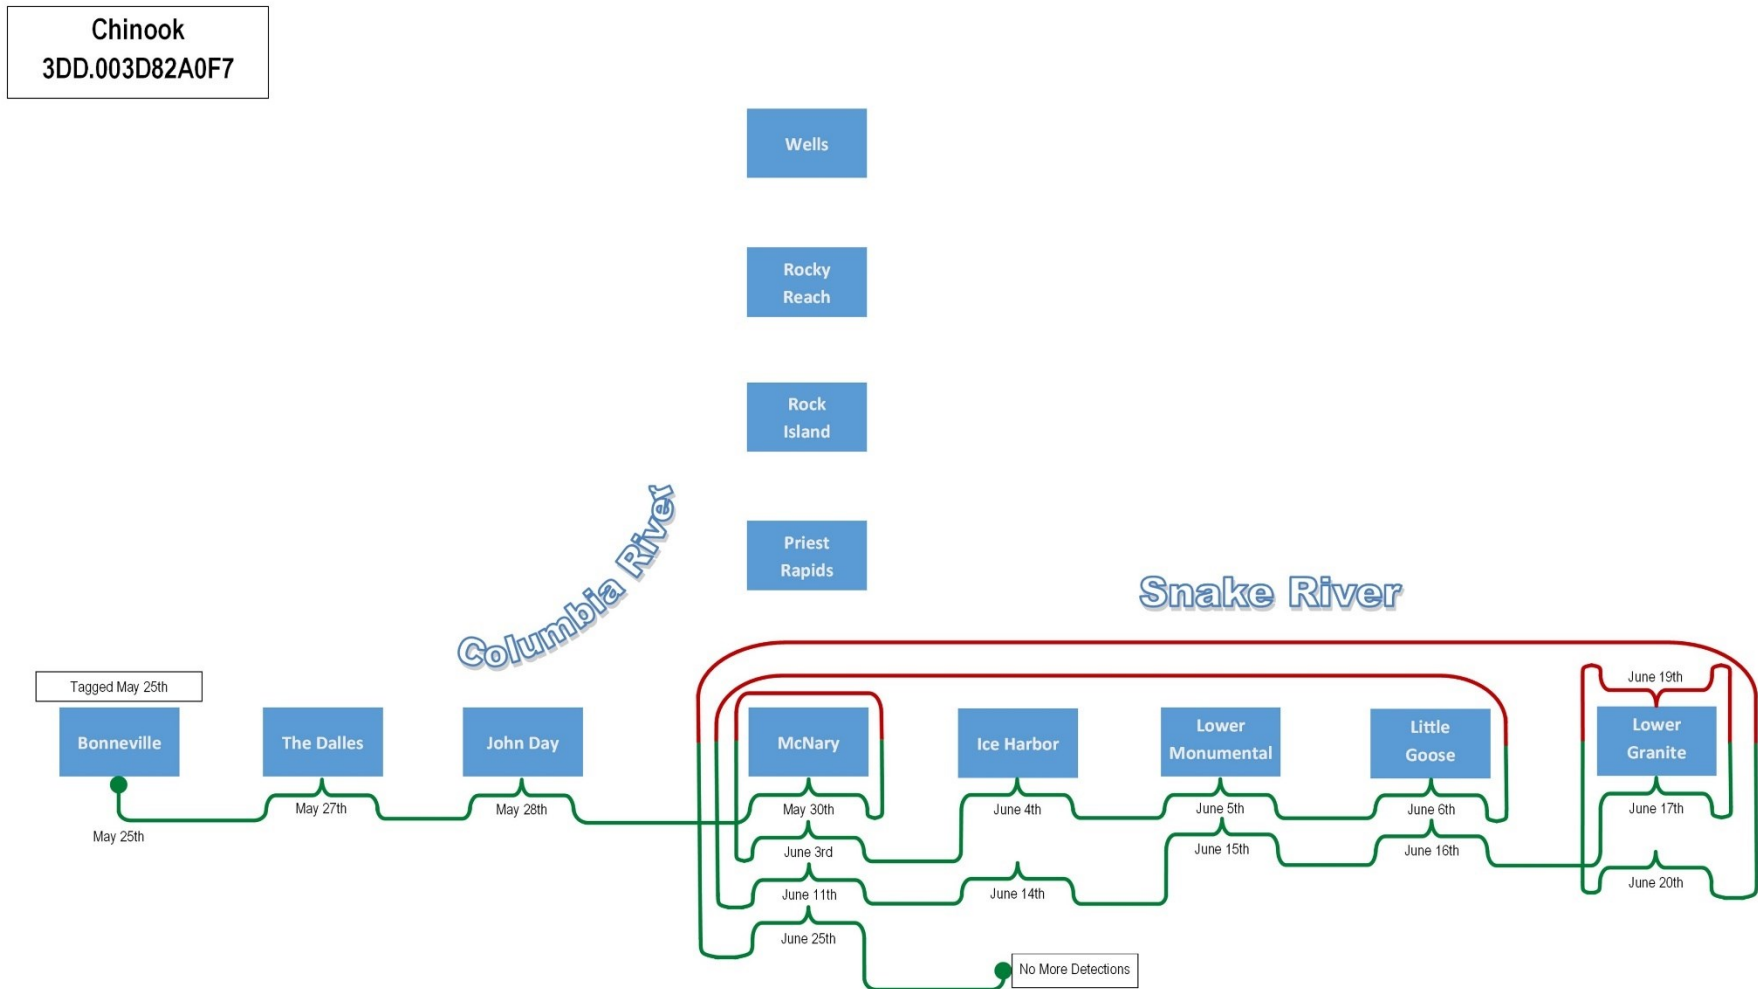 Chinook
3DD.003D82A0F7
Wells
Rocky
Reach
Rock
Island
Priest
Rapids
Columbia River
Snake River
Tagged May 25th
June 19th
Bonneville
The Dalles
John Day
McNary
Ice Harbor
Lower
Monumental
Little
Goose
Lower
Granite
May 25th
May 27th
May 28th
May 30th
June 4th
June 5th
June 6th
June 17th
June 3rd
June 15th
June 16th
June 11th
June 14th
June 20th
June 25th
No More Detections